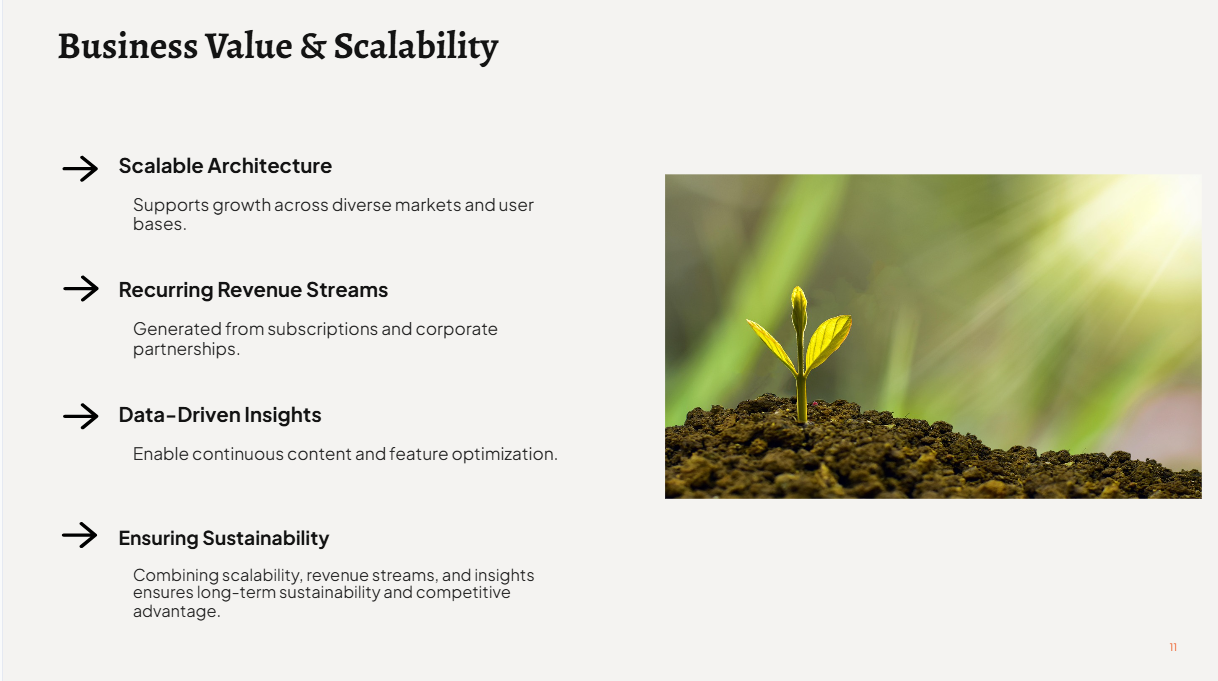 Business Value & Scalability
Scalable Architecture
Supports growth across diverse markets and user
bases.
Recurring Revenue Streams
Generated from subscriptions and corporate
partnerships.
Data-Driven Insights
Enable continuous content and feature optimization.
Ensuring Sustainability
Combining scalability, revenue streams, and insights
ensures long-term sustainability and competitive
advantage.
11